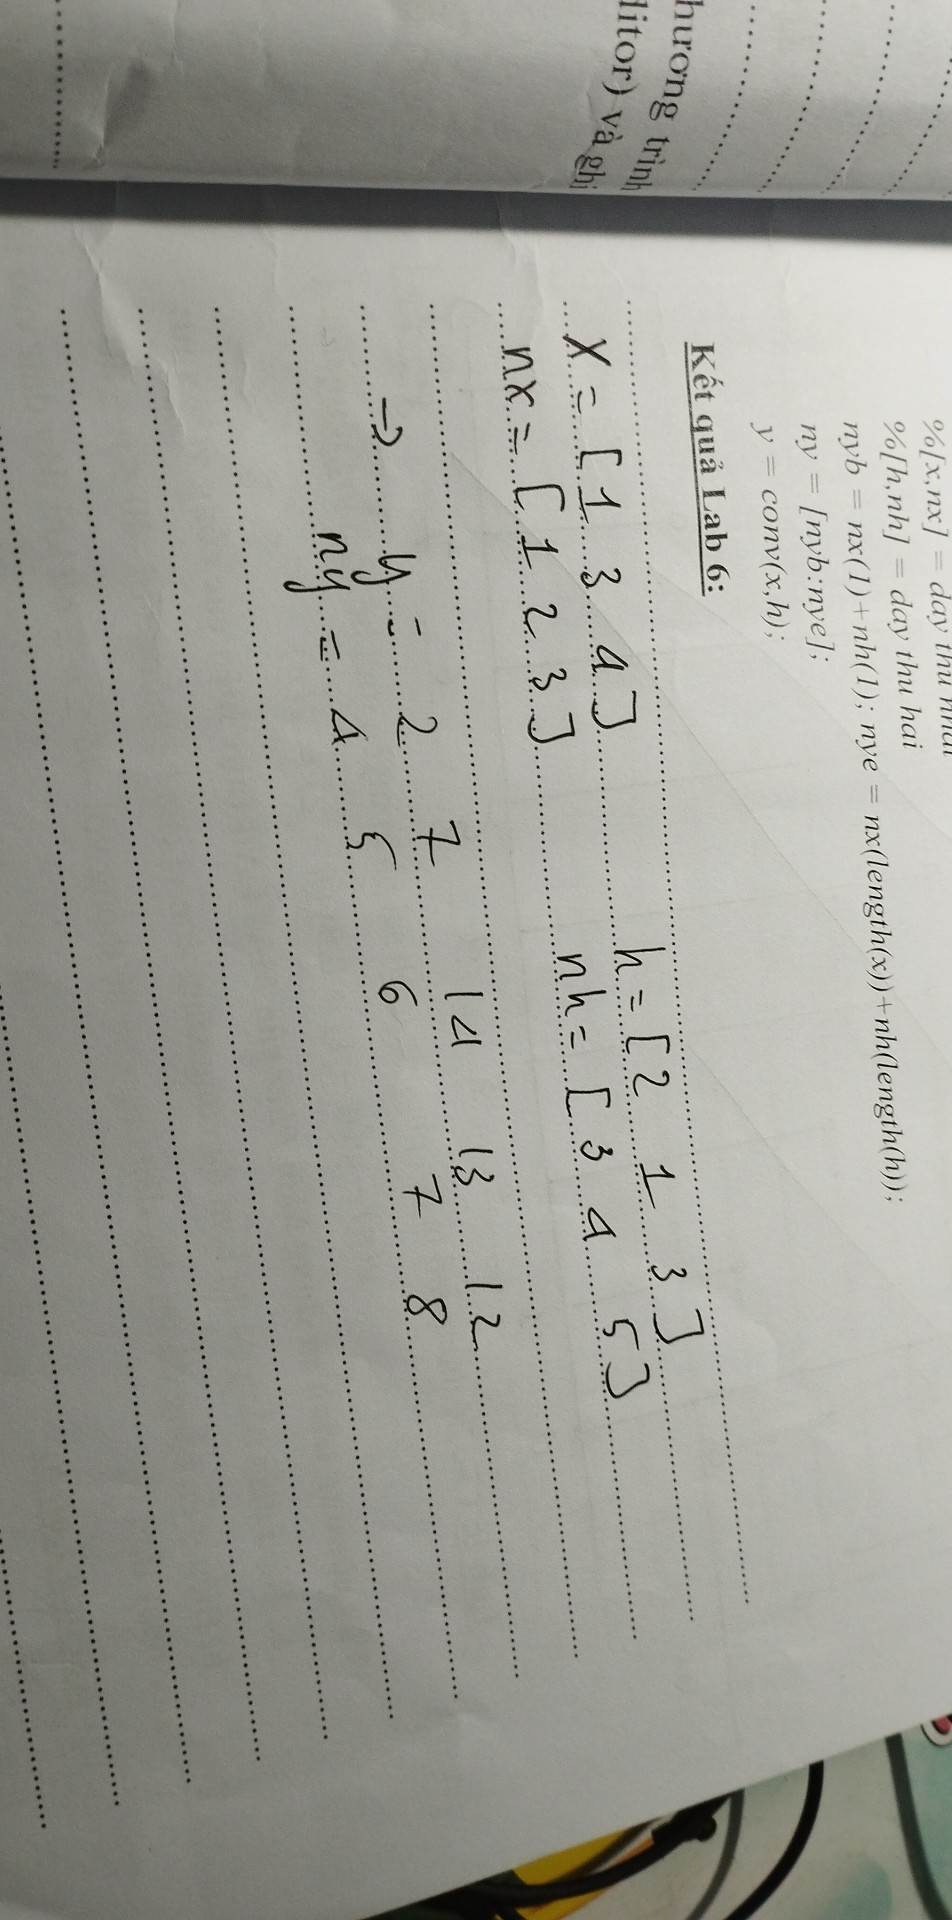 %[x,nx] = day thu nhat
%[h,nh] = day thu hai
nyb = nx(1)+nh(1); nye = nx(length(x))+nh(length(h));
ny = [nyb:nye];
y = conv(x,h);
Kết quả Lab 6:
hương trình
ditor) và ghi
x = [1 3 4] h = [2 1 3]
nx = [1 2 3] nh = [3 4 5]
→ y = 2 7 14 13 12
ny = 4 5 6 7 8